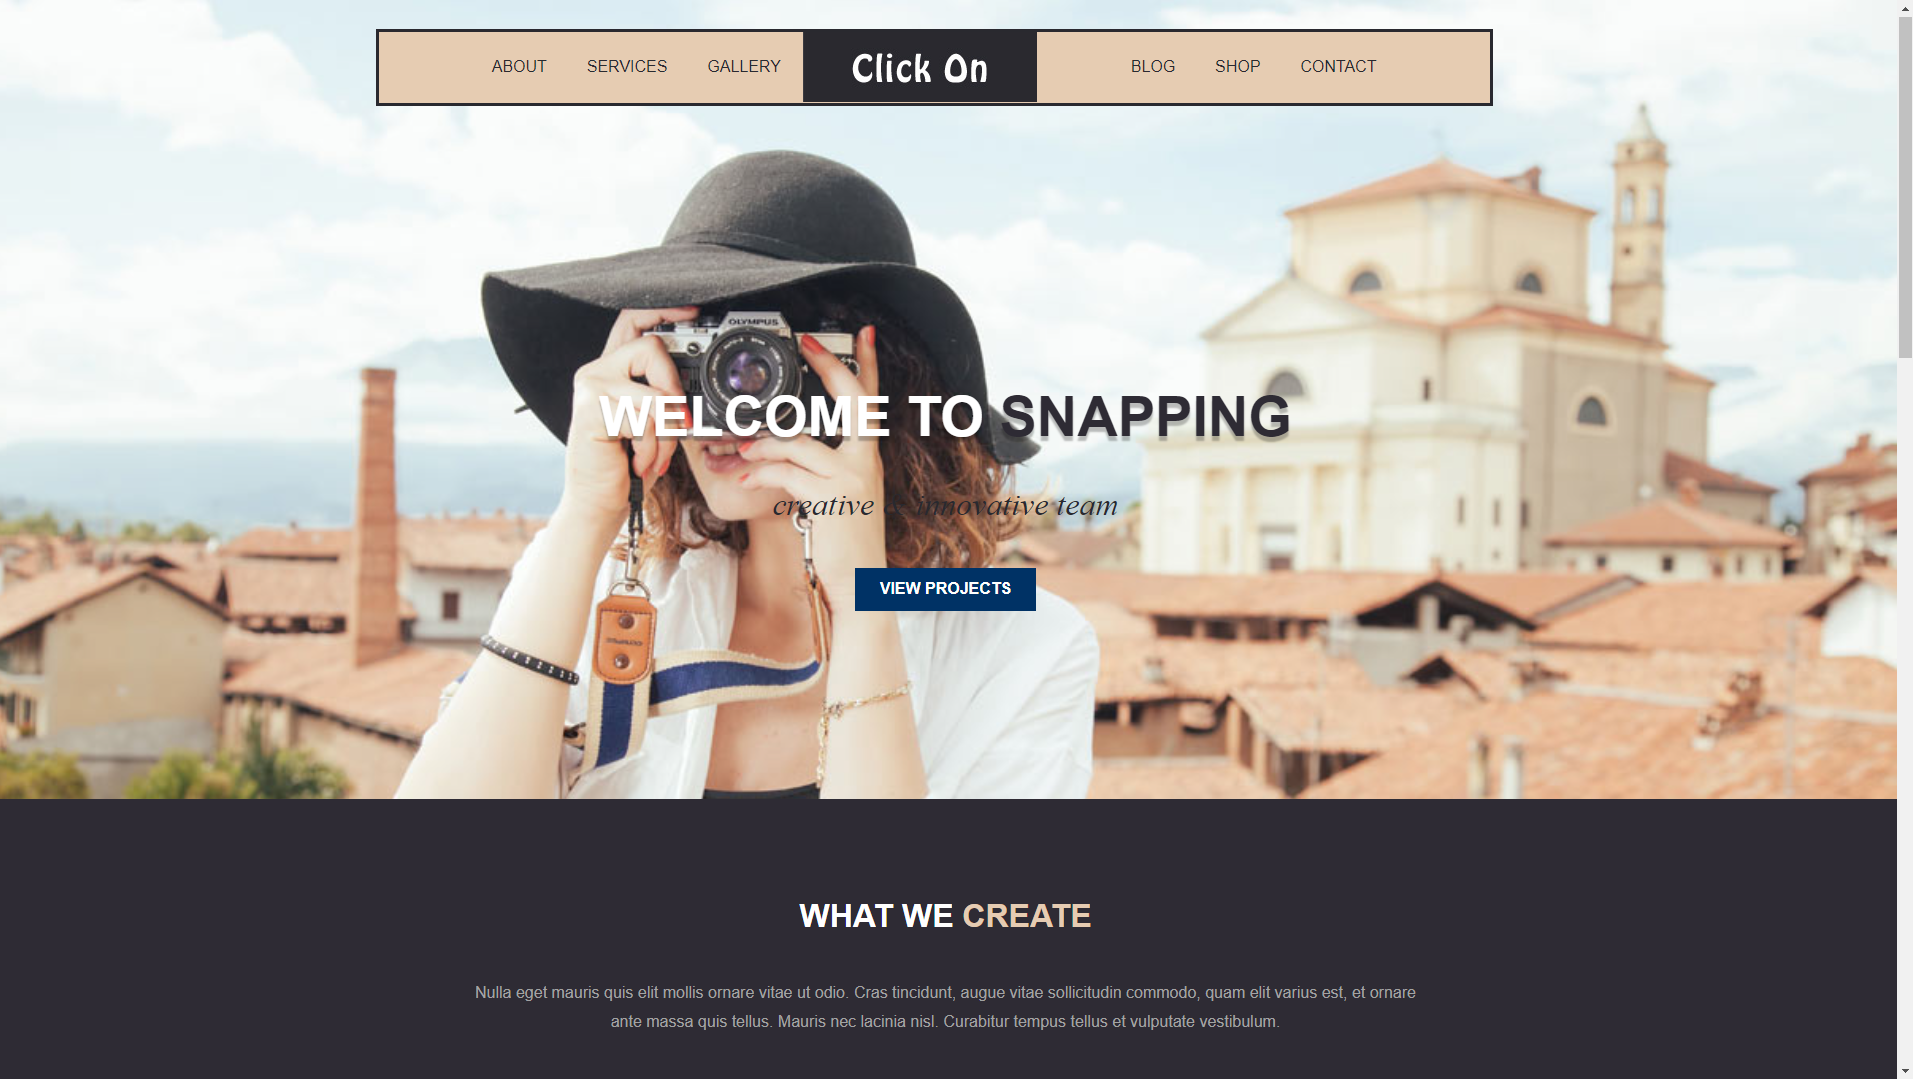 ABOUT SERVICES GALLERY Click On BLOG SHOP CONTACT
OLYMPUS
WELCOME TO SNAPPING
creative & innovative team
VIEW PROJECTS
WHAT WE CREATE
Nulla eget mauris quis elit mollis ornare vitae ut odio. Cras tincidunt, augue vitae sollicitudin commodo, quam elit varius est, et ornare
ante massa quis tellus. Mauris nec lacinia nisl. Curabitur tempus tellus et vulputate vestibulum.